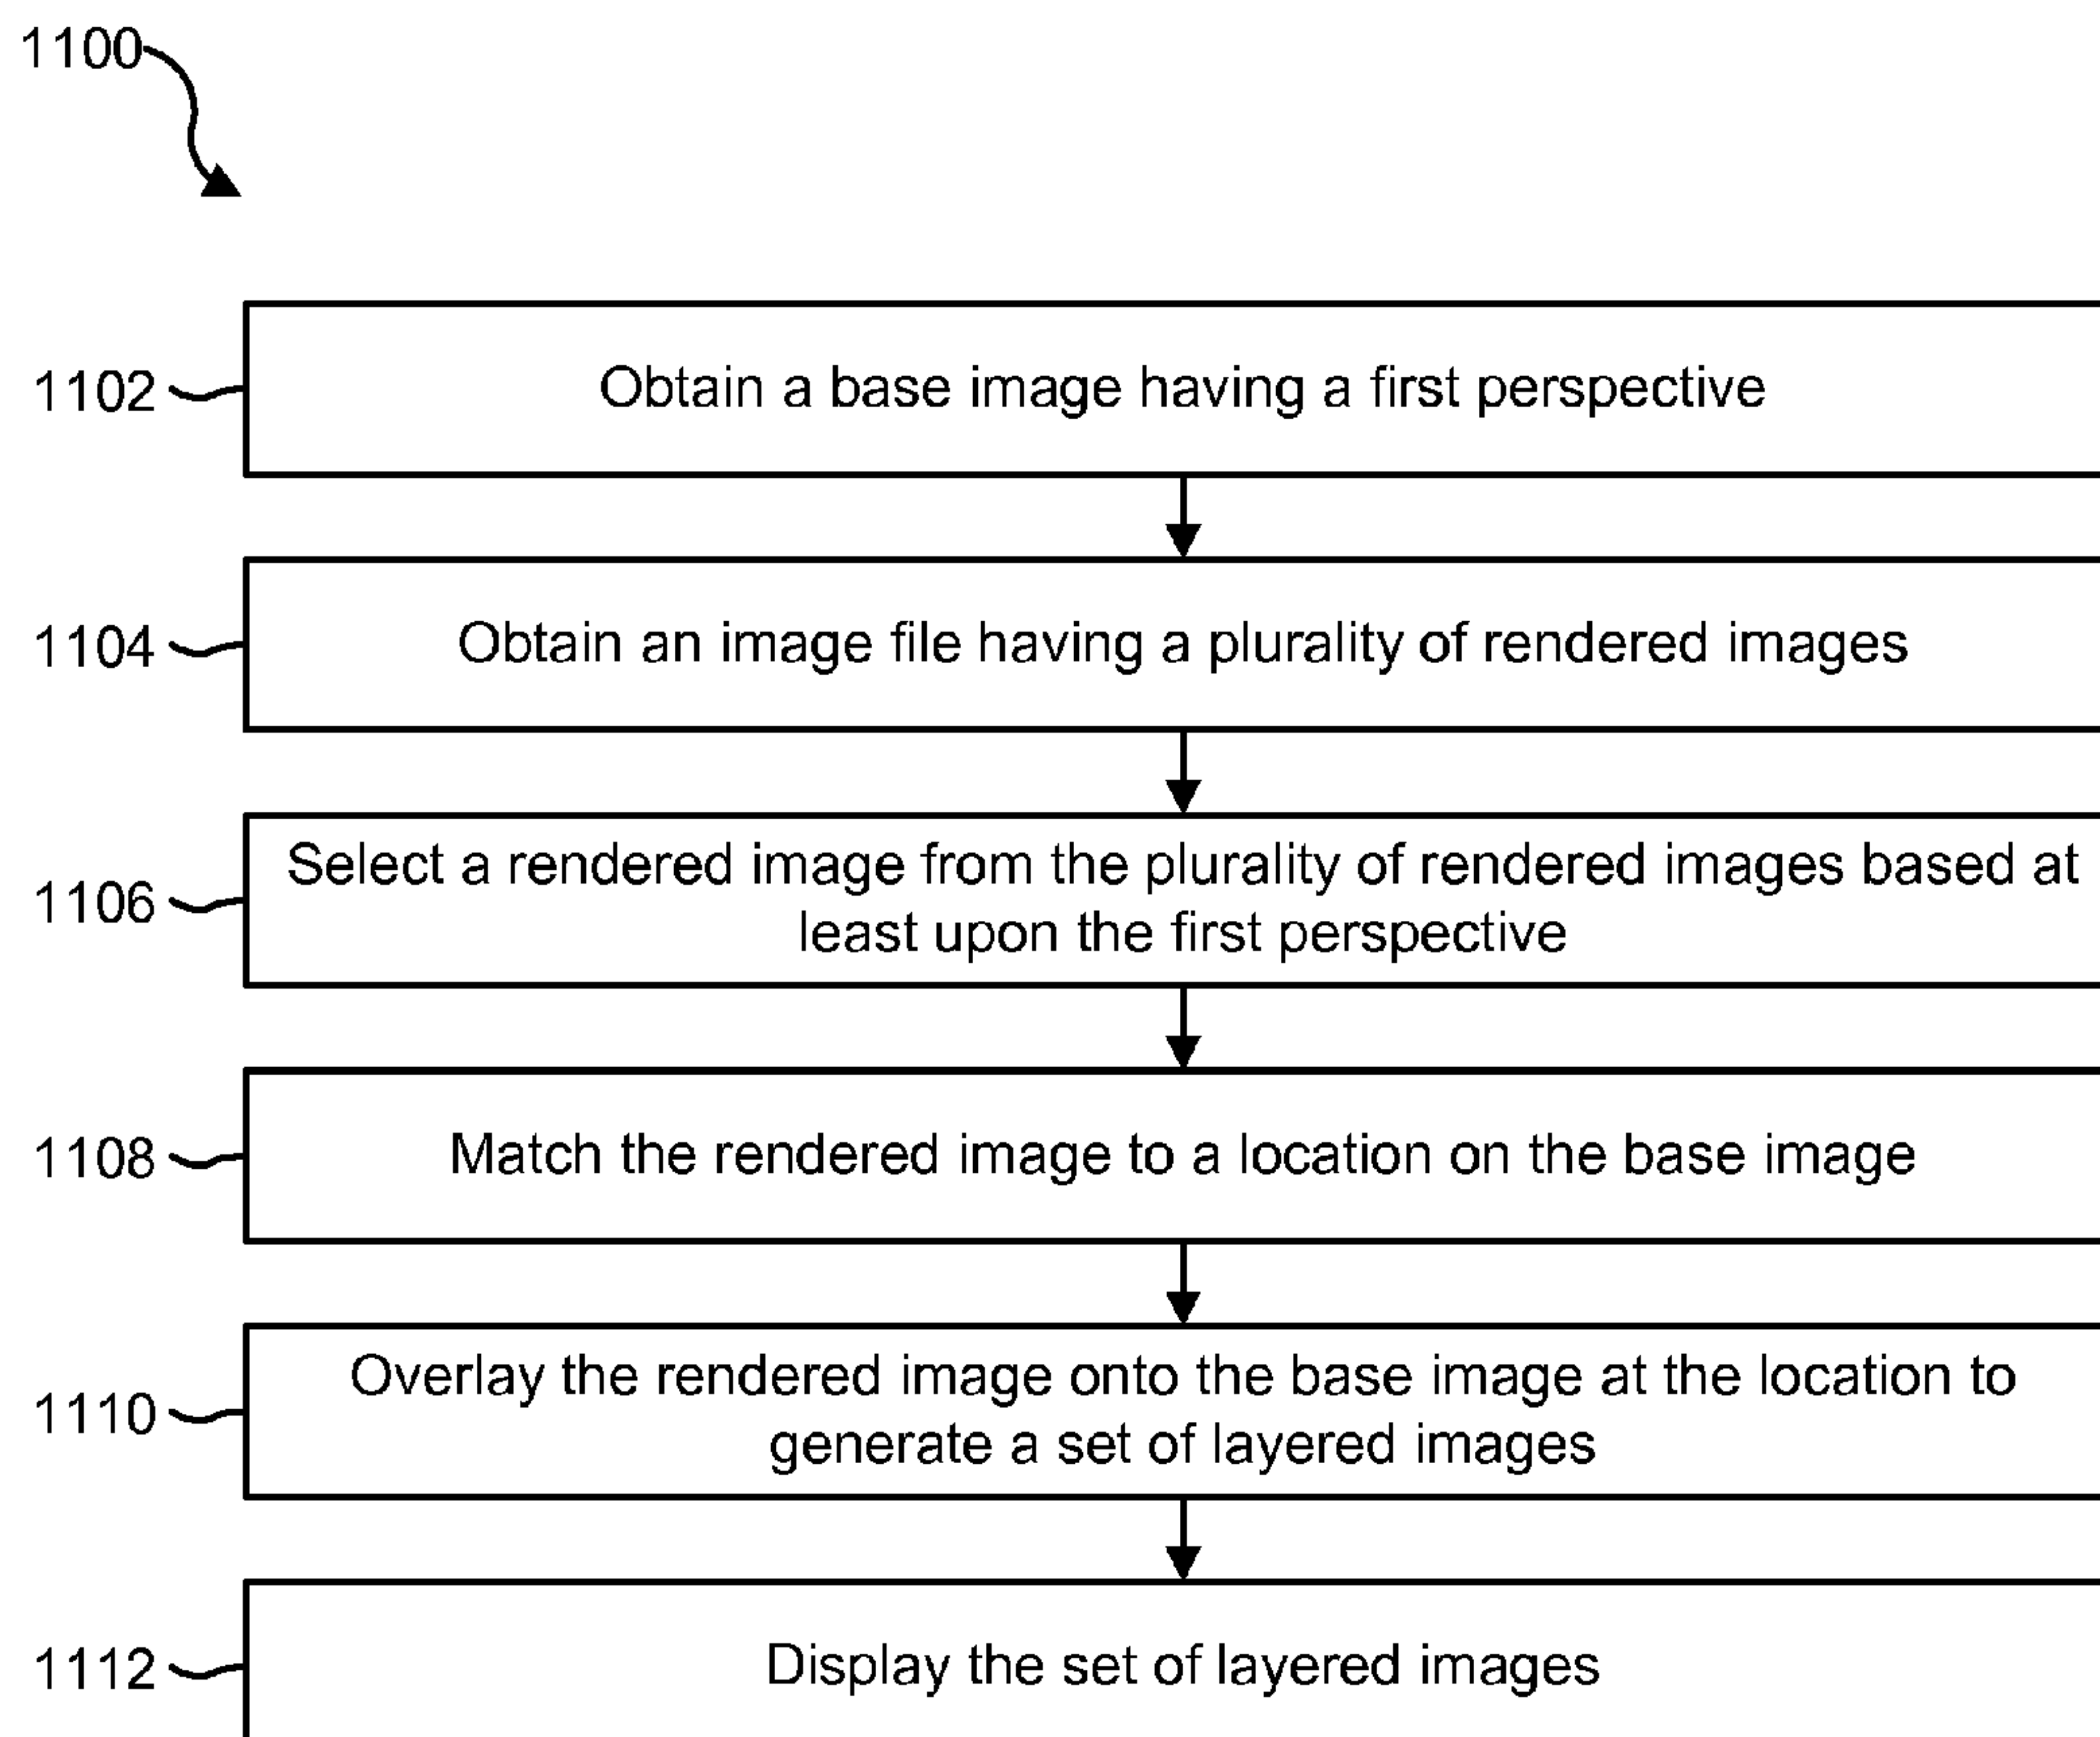 1100
1102
Obtain a base image having a first perspective
1104
Obtain an image file having a plurality of rendered images
1106
Select a rendered image from the plurality of rendered images based at
least upon the first perspective
1108
Match the rendered image to a location on the base image
1110
Overlay the rendered image onto the base image at the location to
generate a set of layered images
1112
Display the set of layered images